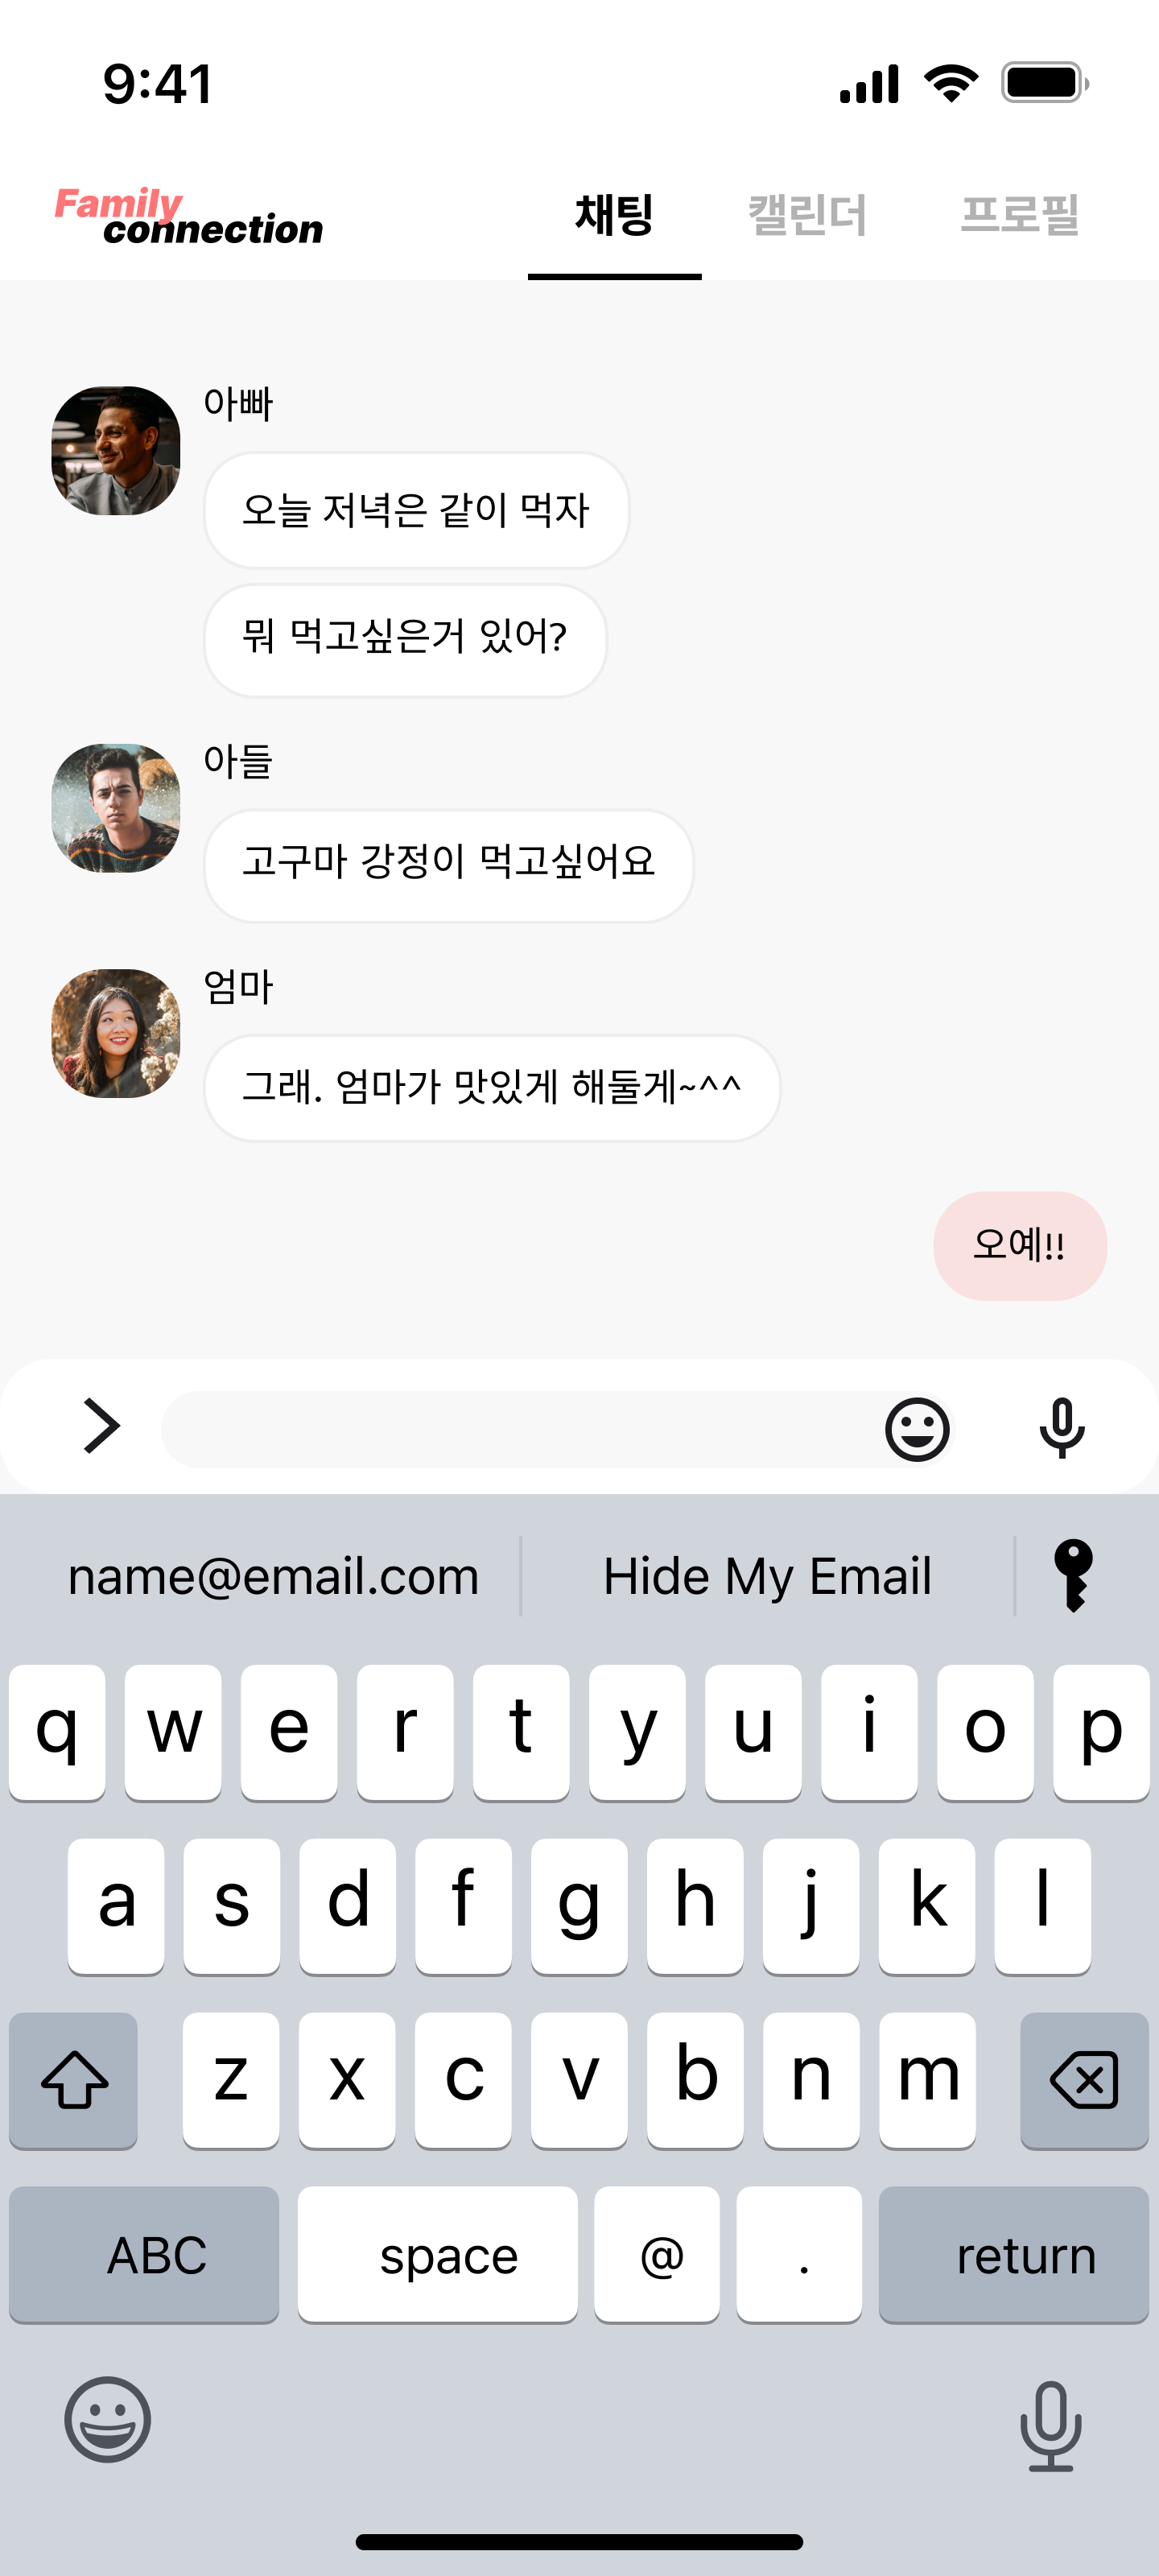 9:41
Family
connection
채팅 캘린더 프로필
아빠
오늘 저녁은 같이 먹자
뭐 먹고싶은거 있어?
아들
고구마 강정이 먹고싶어요
엄마
그래. 엄마가 맛있게 해둘게~^^
오예!!
name@email.com Hide My Email
q w e r t y u i o p
a s d f g h j k l
z x c v b n m
ABC space @ . return